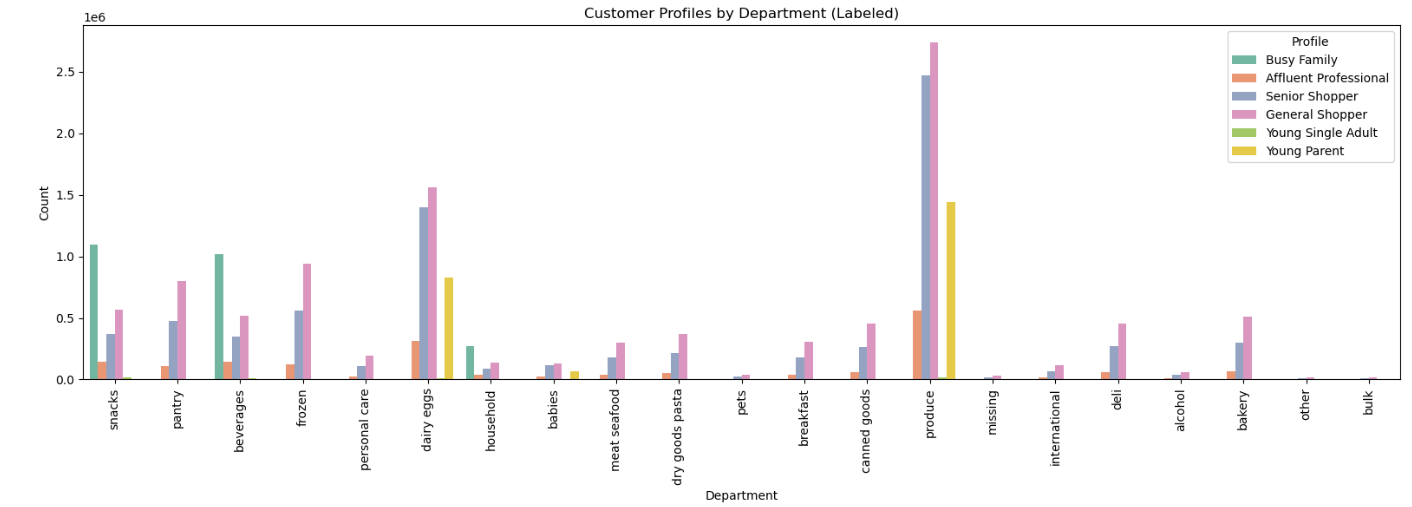 Customer Profiles by Department (Labeled)
1e6
2.5
2.0
1.5
1.0
0.5
0.0
Count
Profile
Busy Family
Affluent Professional
Senior Shopper
General Shopper
Young Single Adult
Young Parent
snacks
pantry
beverages
frozen
personal care
dairy eggs
household
babies
meat seafood
dry goods pasta
pets
breakfast
canned goods
produce
missing
international
deli
alcohol
bakery
other
bulk
Department